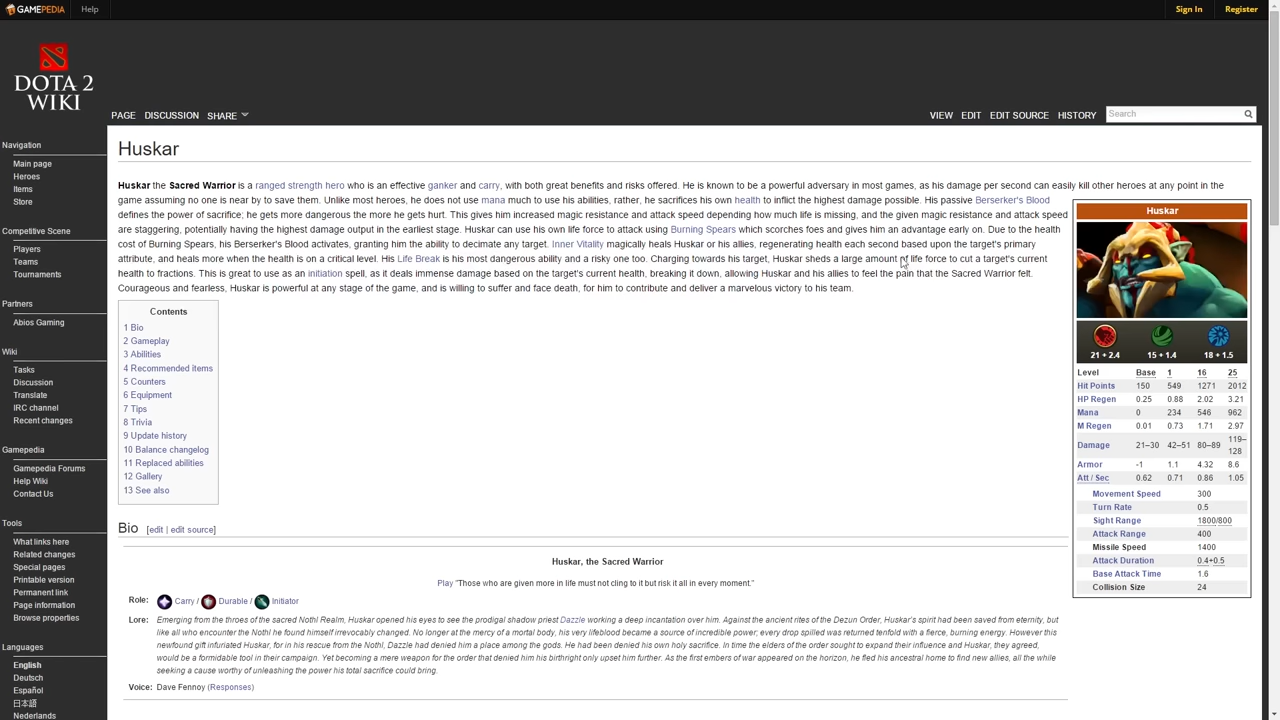 GAMEPEDIA
Help
Sign In
Register
DOTA 2
WIKI
PAGE
DISCUSSION
SHARE
VIEW
EDIT
EDIT SOURCE
HISTORY
Search
Navigation
Main page
Heroes
Items
Store
Competitive Scene
Players
Teams
Tournaments
Partners
Abios Gaming
Wiki
Tasks
Discussion
Translate
IRC channel
Recent changes
Gamepedia
Gamepedia Forums
Help Wiki
Contact Us
Tools
What links here
Related changes
Special pages
Printable version
Permanent link
Page information
Browse properties
Languages
English
Deutsch
Español
日本語
Nederlands
Huskar
Huskar the Sacred Warrior is a ranged strength hero who is an effective ganker and carry, with both great benefits and risks offered. He is known to be a powerful adversary in most games, as his damage per second can easily kill other heroes at any point in the
game assuming no one is near by to save them. Unlike most heroes, he does not use mana much to use his abilities, rather, he sacrifices his own health to inflict the highest damage possible. His passive Berserker's Blood
defines the power of sacrifice; he gets more dangerous the more he gets hurt. This gives him increased magic resistance and attack speed depending how much life is missing, and the given magic resistance and attack speed
are staggering, potentially having the highest damage output in the earliest stage. Huskar can use his own life force to attack using Burning Spears which scorches foes and gives him an advantage early on. Due to the health
cost of Burning Spears, his Berserker's Blood activates, granting him the ability to decimate any target. Inner Vitality magically heals Huskar or his allies, regenerating health each second based upon the target's primary
attribute, and heals more when the health is on a critical level. His Life Break is his most dangerous ability and a risky one too. Charging towards his target, Huskar sheds a large amount of life force to cut a target's current
health to fractions. This is great to use as an initiation spell, as it deals immense damage based on the target's current health, breaking it down, allowing Huskar and his allies to feel the pain that the Sacred Warrior felt.
Courageous and fearless, Huskar is powerful at any stage of the game, and is willing to suffer and face death, for him to contribute and deliver a marvelous victory to his team.
Contents
1 Bio
2 Gameplay
3 Abilities
4 Recommended items
5 Counters
6 Equipment
7 Tips
8 Trivia
9 Update history
10 Balance changelog
11 Replaced abilities
12 Gallery
13 See also
Huskar
21 + 2.4 15 + 1.4 18 + 1.5
Level Base 1 16 25
Hit Points 150 549 1271 2012
HP Regen 0.25 0.88 2.02 3.21
Mana 0 234 546 962
M Regen 0.01 0.73 1.71 2.97
Damage 21–30 42–51 80–89 119–128
Armor -1 1.1 4.32 8.6
Att / Sec 0.62 0.71 0.86 1.05
Movement Speed 300
Turn Rate 0.5
Sight Range 1800/800
Attack Range 400
Missile Speed 1400
Attack Duration 0.4+0.5
Base Attack Time 1.6
Collision Size 24
Bio [edit | edit source]
Huskar, the Sacred Warrior
Play "Those who are given more in life must not cling to it but risk it all in every moment."
Role: Carry / Durable / Initiator
Lore: Emerging from the throes of the sacred Nothl Realm, Huskar opened his eyes to see the prodigal shadow priest Dazzle working a deep incantation over him. Against the ancient rites of the Dezun Order, Huskar's spirit had been saved from eternity, but
like all who encounter the Nothl he found himself irrevocably changed. No longer at the mercy of a mortal body, his very lifeblood became a source of incredible power; every drop spilled was returned tenfold with a fierce, burning energy. However this
newfound gift infuriated Huskar, for in his rescue from the Nothl, Dazzle had denied him a place among the gods. He had been denied his own holy sacrifice. In time the elders of the order sought to expand their influence and Huskar, they agreed,
would be a formidable tool in their campaign. Yet becoming a mere weapon for the order that denied him his birthright only upset him further. As the first embers of war appeared on the horizon, he fled his ancestral home to find new allies, all the while
seeking a cause worthy of unleashing the power his total sacrifice could bring.
Voice: Dave Fennoy (Responses)